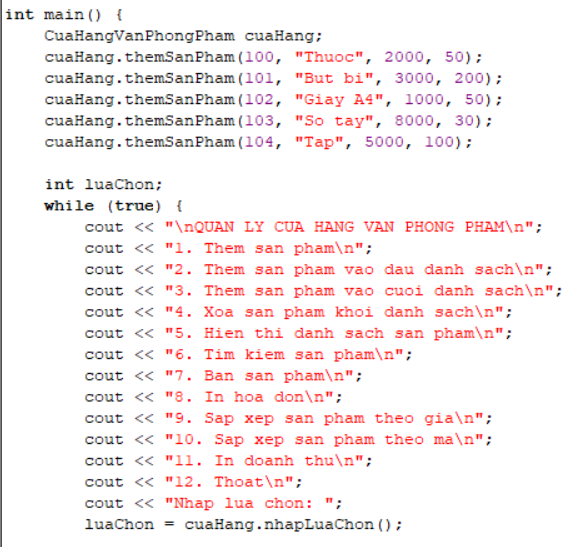 int main() {
    CuaHangVanPhongPham cuaHang;
    cuaHang.themSanPham(100, "Thuoc", 2000, 50);
    cuaHang.themSanPham(101, "But bi", 3000, 200);
    cuaHang.themSanPham(102, "Giay A4", 1000, 50);
    cuaHang.themSanPham(103, "So tay", 8000, 30);
    cuaHang.themSanPham(104, "Tap", 5000, 100);

    int luaChon;
    while (true) {
        cout << "\nQUAN LY CUA HANG VAN PHONG PHAM\n";
        cout << "1. Them san pham\n";
        cout << "2. Them san pham vao dau danh sach\n";
        cout << "3. Them san pham vao cuoi danh sach\n";
        cout << "4. Xoa san pham khoi danh sach\n";
        cout << "5. Hien thi danh sach san pham\n";
        cout << "6. Tim kiem san pham\n";
        cout << "7. Ban san pham\n";
        cout << "8. In hoa don\n";
        cout << "9. Sap xep san pham theo gia\n";
        cout << "10. Sap xep san pham theo ma\n";
        cout << "11. In doanh thu\n";
        cout << "12. Thoat\n";
        cout << "Nhap lua chon: ";
        luaChon = cuaHang.nhapLuaChon();